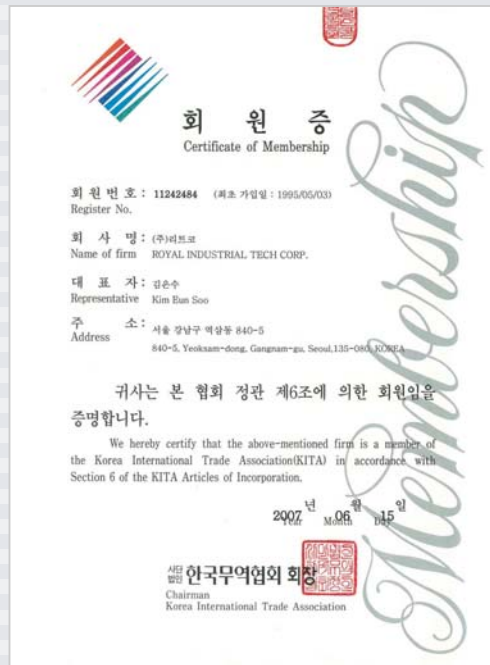 회 원 증
Certificate of Membership
회 원 번 호 : 11242484 (최초 가입일 : 1995/05/03)
Register No.
회 사 명 : (주)리트코
Name of firm ROYAL INDUSTRIAL TECH CORP.
대 표 자 : 김은수
Representative Kim Eun Soo
주 소 : 서울 강남구 역삼동 840-5
Address 840-5, Yeoksam-dong, Gangnam-gu, Seoul,135-080, KOREA
귀사는 본 협회 정관 제6조에 의한 회원임을
증명합니다.
We hereby certify that the above-mentioned firm is a member of
the Korea International Trade Association(KITA) in accordance with
Section 6 of the KITA Articles of Incorporation.
2007 년 06 월 15 일
Year Month Day
사단법인 한국무역협회 회장
Chairman
Korea International Trade Association
Membership